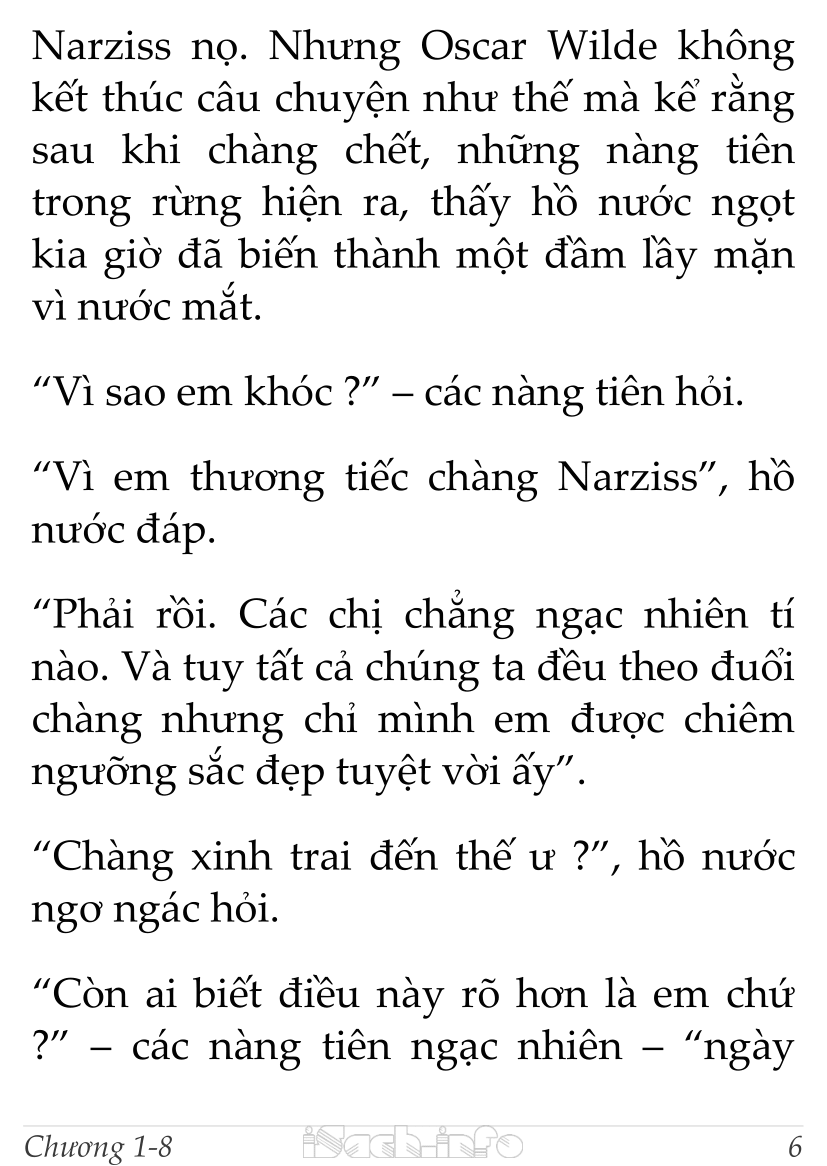 Narziss nọ. Nhưng Oscar Wilde không
kết thúc câu chuyện như thế mà kể rằng
sau khi chàng chết, những nàng tiên
trong rừng hiện ra, thấy hồ nước ngọt
kia giờ đã biến thành một đầm lầy mặn
vì nước mắt.
“Vì sao em khóc ?” – các nàng tiên hỏi.
“Vì em thương tiếc chàng Narziss”, hồ
nước đáp.
“Phải rồi. Các chị chẳng ngạc nhiên tí
nào. Và tuy tất cả chúng ta đều theo đuổi
chàng nhưng chỉ mình em được chiêm
ngưỡng sắc đẹp tuyệt vời ấy”.
“Chàng xinh trai đến thế ư ?”, hồ nước
ngơ ngác hỏi.
“Còn ai biết điều này rõ hơn là em chứ
?” – các nàng tiên ngạc nhiên – “ngày
Chương 1-8 iSach.info 6